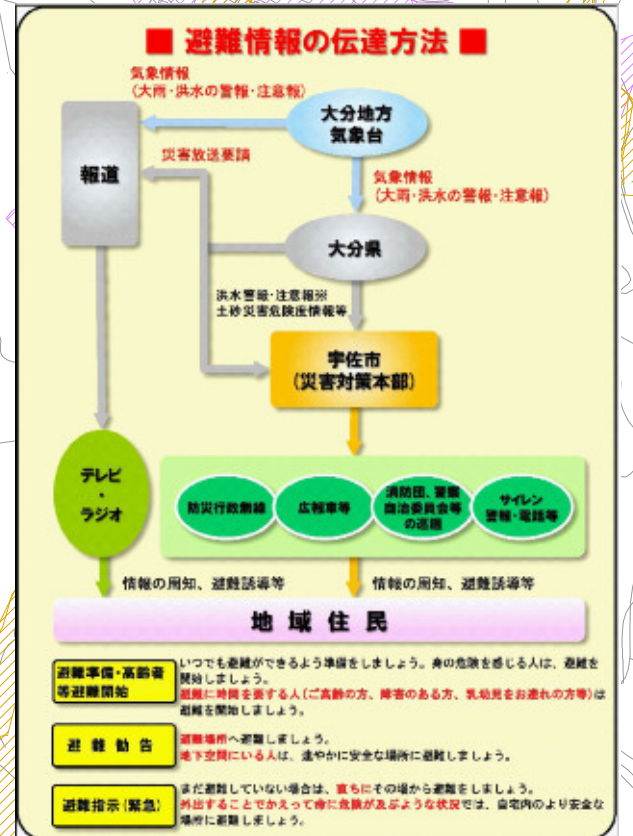 ■ 避難情報の伝達方法 ■
気象情報
(大雨・洪水の警報・注意報)
大分地方
気象台
災害放送要請
報道
気象情報
(大雨・洪水の警報・注意報)
大分県
洪水警報・注意報※
土砂災害危険度情報等
宇佐市
(災害対策本部)
テレビ
・
ラジオ
防災行政無線
広報車等
消防団、警察
自治委員会等
の巡回
サイレン
警報・電話等
情報の周知、避難誘導等
情報の周知、避難誘導等
地域住民
避難準備・高齢者
等避難開始
いつでも避難ができるよう準備をしましょう。身の危険を感じる人は、避難を
開始しましょう。
避難に時間を要する人(ご高齢の方、障害のある方、乳幼児をお連れの方等)は
避難を開始しましょう。
避難勧告
避難場所へ避難しましょう。
地下空間にいる人は、速やかに安全な場所に避難しましょう。
避難指示(緊急)
まだ避難していない場合は、直ちにその場から避難をしましょう。
外出することでかえって命に危険が及ぶような状況では、自宅内のより安全な
場所に避難しましょう。